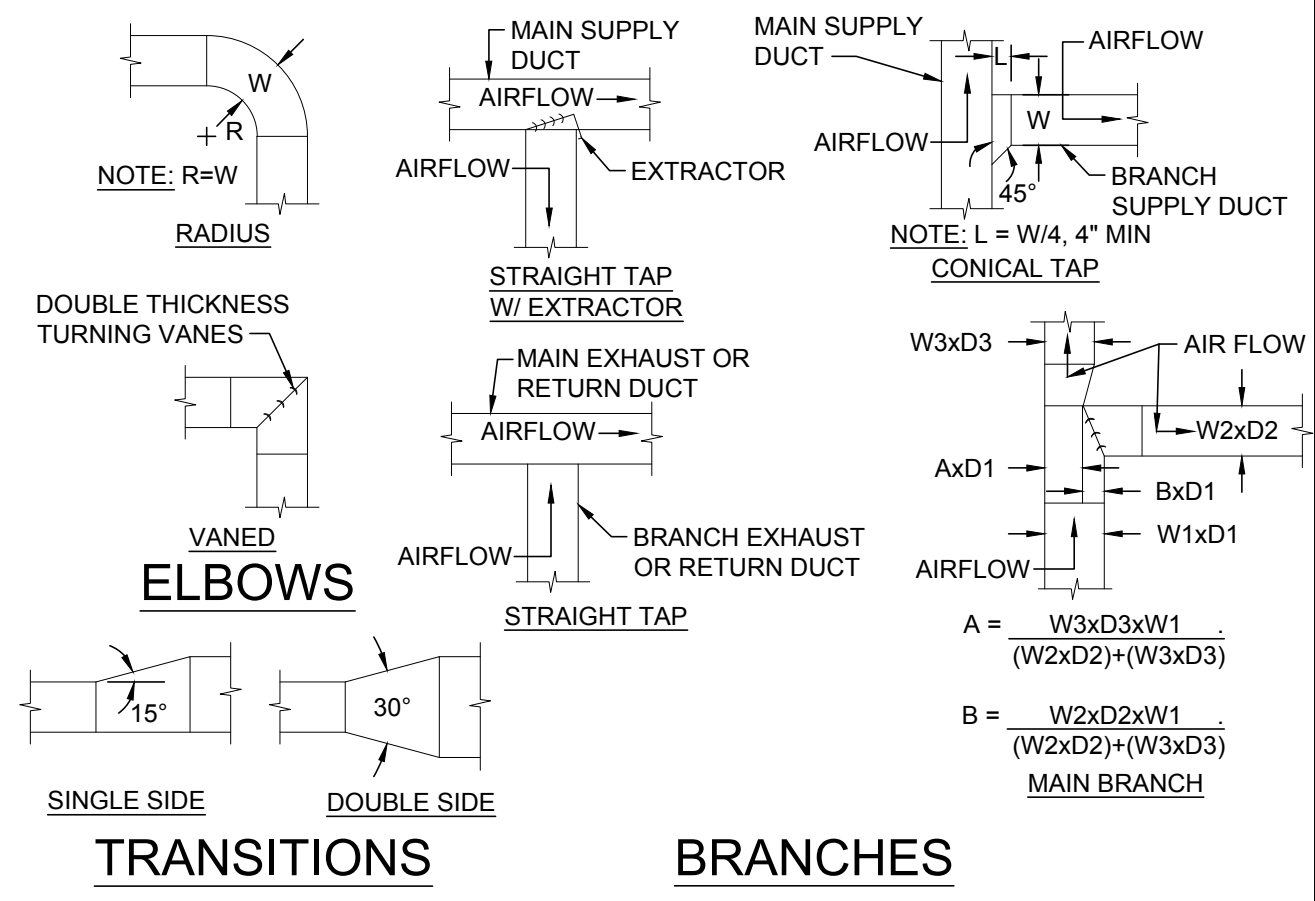 W
R
NOTE: R=W
RADIUS
DOUBLE THICKNESS
TURNING VANES
VANED
ELBOWS
MAIN SUPPLY
DUCT
AIRFLOW
AIRFLOW
EXTRACTOR
STRAIGHT TAP
W/ EXTRACTOR
MAIN EXHAUST OR
RETURN DUCT
AIRFLOW
AIRFLOW
BRANCH EXHAUST
OR RETURN DUCT
STRAIGHT TAP
MAIN SUPPLY
DUCT
L
AIRFLOW
W
AIRFLOW
45°
BRANCH
SUPPLY DUCT
NOTE: L = W/4, 4" MIN
CONICAL TAP
W3xD3
AIR FLOW
W2xD2
AxD1
BxD1
W1xD1
AIRFLOW
A = W3xD3xW1 .
(W2xD2)+(W3xD3)
B = W2xD2xW1 .
(W2xD2)+(W3xD3)
MAIN BRANCH
15°
30°
SINGLE SIDE
DOUBLE SIDE
TRANSITIONS
BRANCHES